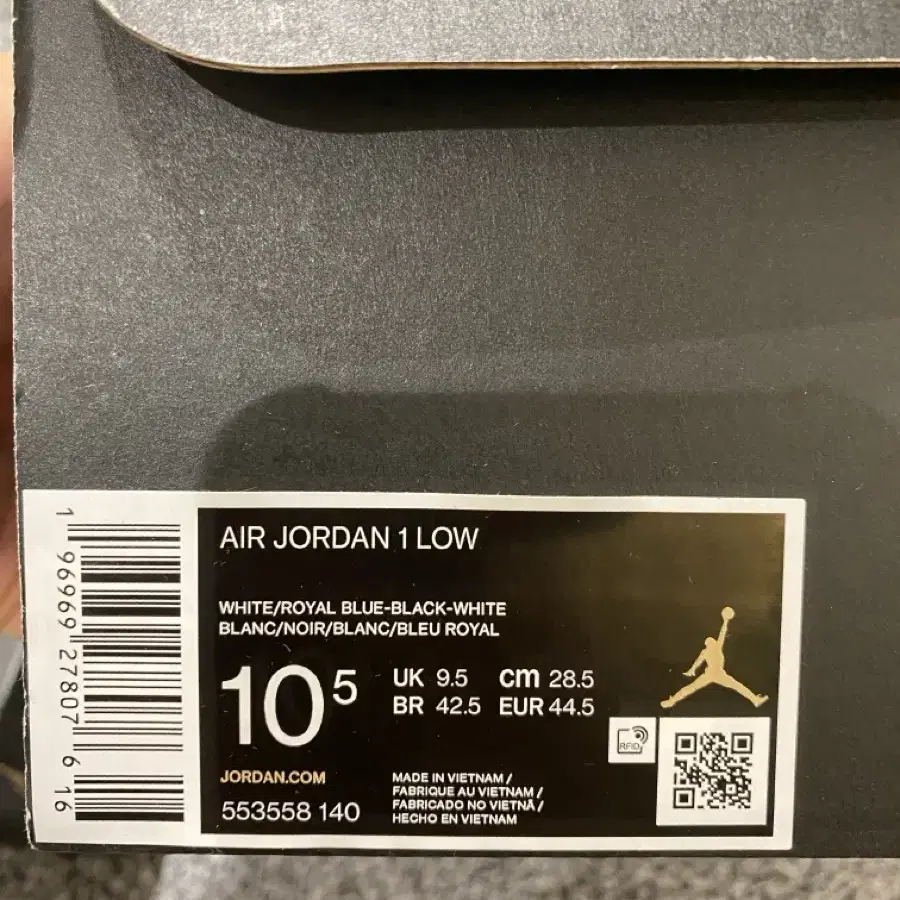 AIR JORDAN 1 LOW
WHITE/ROYAL BLUE-BLACK-WHITE
BLANC/NOIR/BLANC/BLEU ROYAL
10 5
UK 9.5 cm 28.5
BR 42.5 EUR 44.5
RFID
JORDAN.COM
553558 140
MADE IN VIETNAM /
FABRIQUE AU VIETNAM /
FABRICADO NO VIETNÃ /
HECHO EN VIETNAM
1 96969 27807 6 16